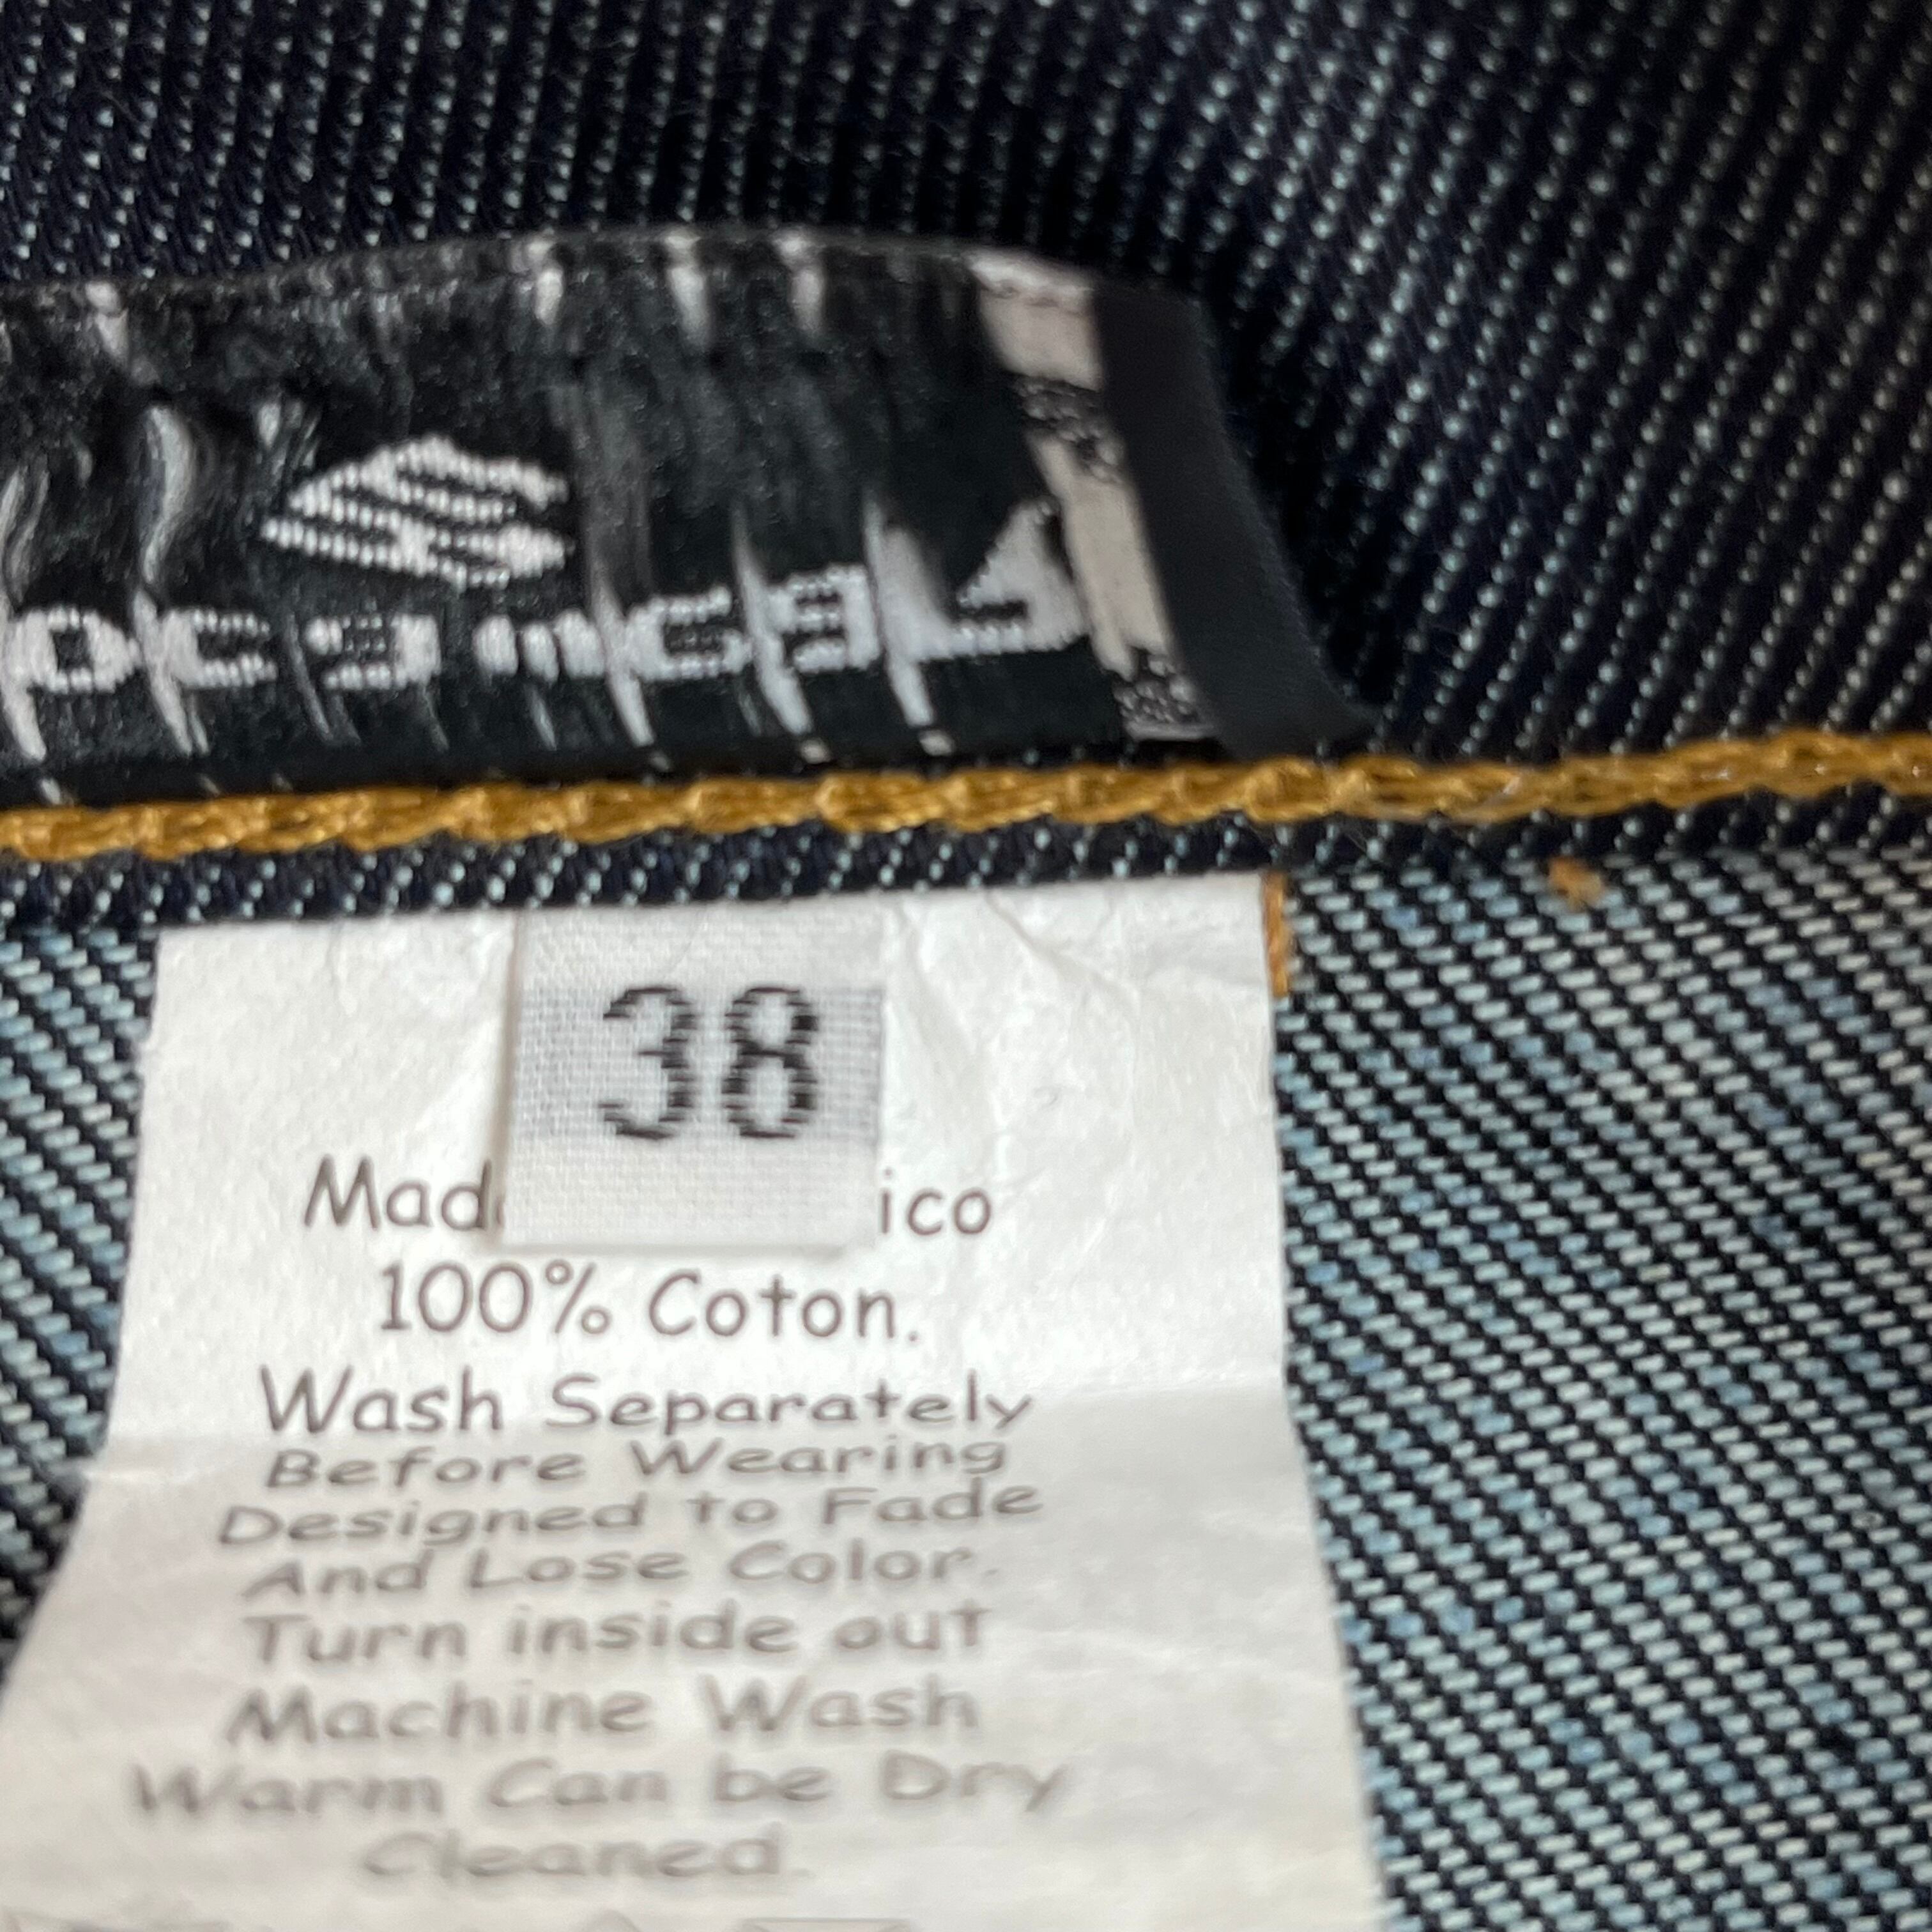 38
Mad ico
100% Coton.
Wash Separately
Before Wearing
Designed to Fade
And Lose Color.
Turn inside out
Machine Wash
Warm Can be Dry
Cleaned.